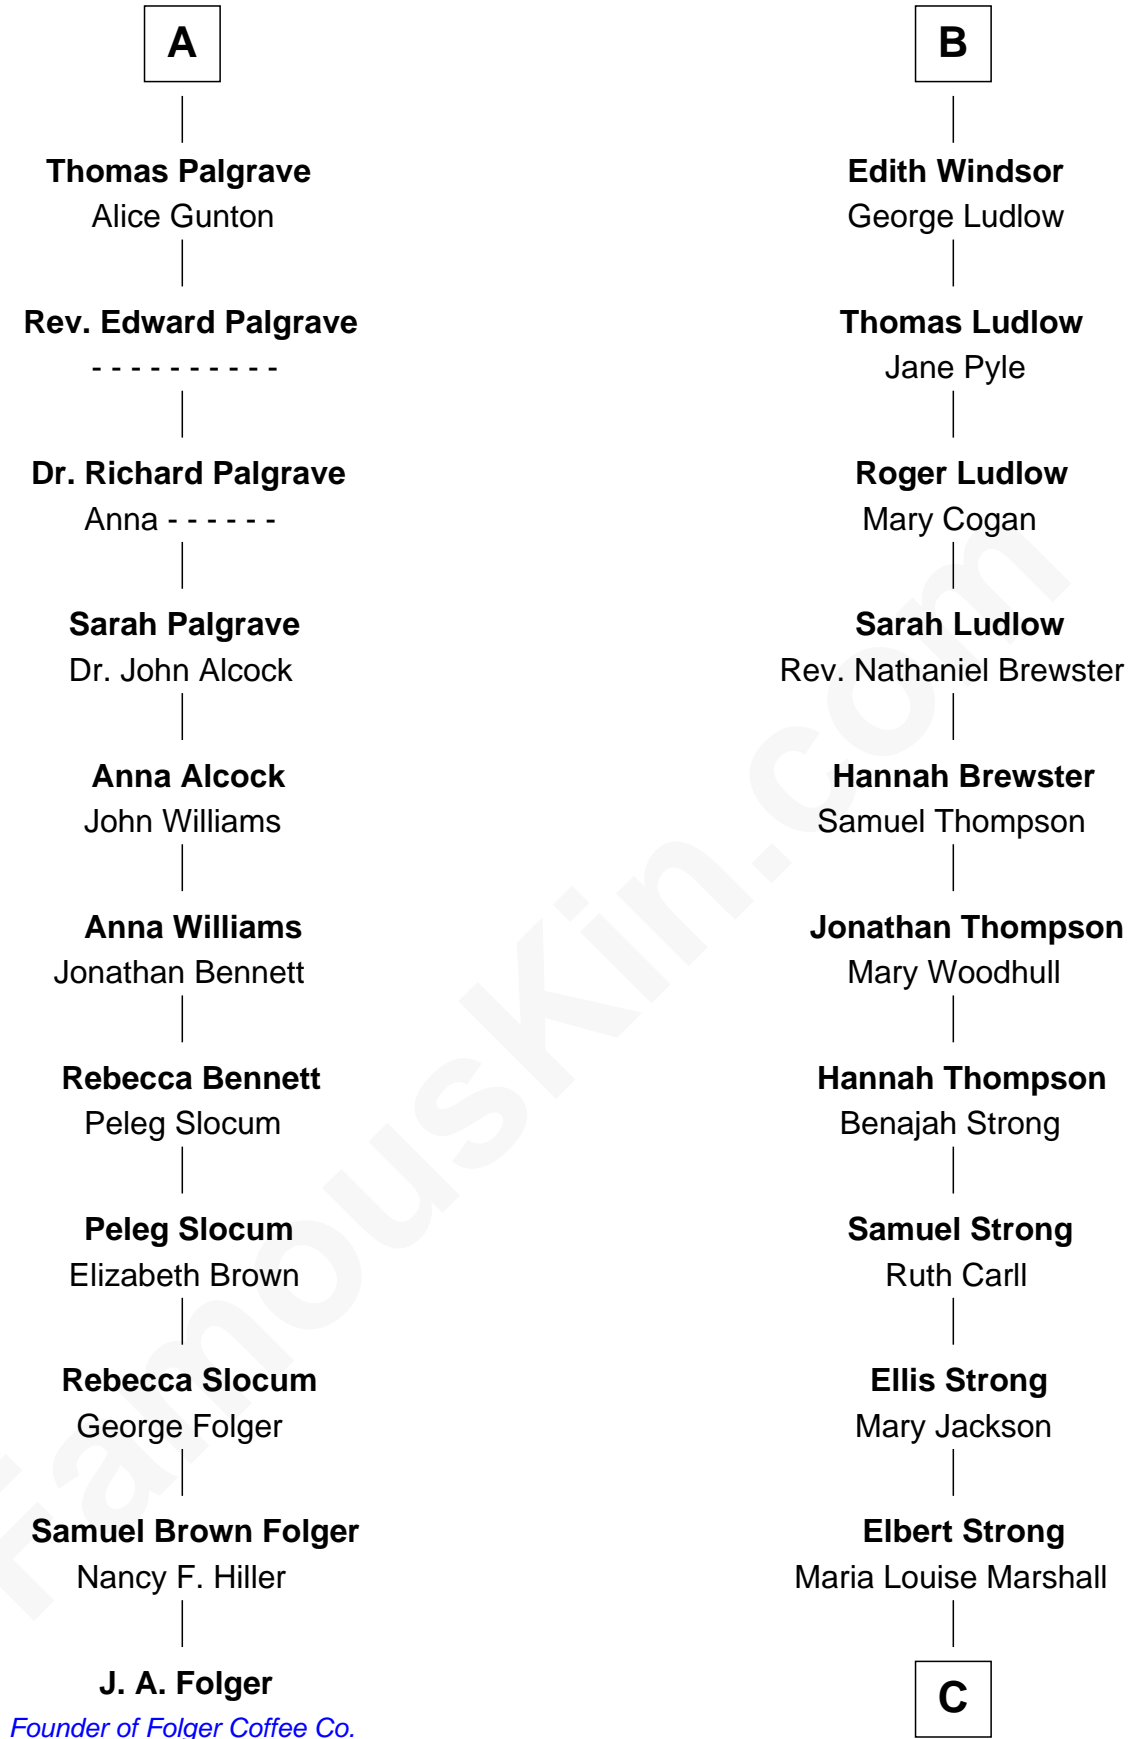 A
Thomas Palgrave
Alice Gunton
Rev. Edward Palgrave
- - - - - - - - - -
Dr. Richard Palgrave
Anna - - - - - -
Sarah Palgrave
Dr. John Alcock
Anna Alcock
John Williams
Anna Williams
Jonathan Bennett
Rebecca Bennett
Peleg Slocum
Peleg Slocum
Elizabeth Brown
Rebecca Slocum
George Folger
Samuel Brown Folger
Nancy F. Hiller
J. A. Folger
Founder of Folger Coffee Co.
B
Edith Windsor
George Ludlow
Thomas Ludlow
Jane Pyle
Roger Ludlow
Mary Cogan
Sarah Ludlow
Rev. Nathaniel Brewster
Hannah Brewster
Samuel Thompson
Jonathan Thompson
Mary Woodhull
Hannah Thompson
Benajah Strong
Samuel Strong
Ruth Carll
Ellis Strong
Mary Jackson
Elbert Strong
Maria Louise Marshall
C
FamousKin.com